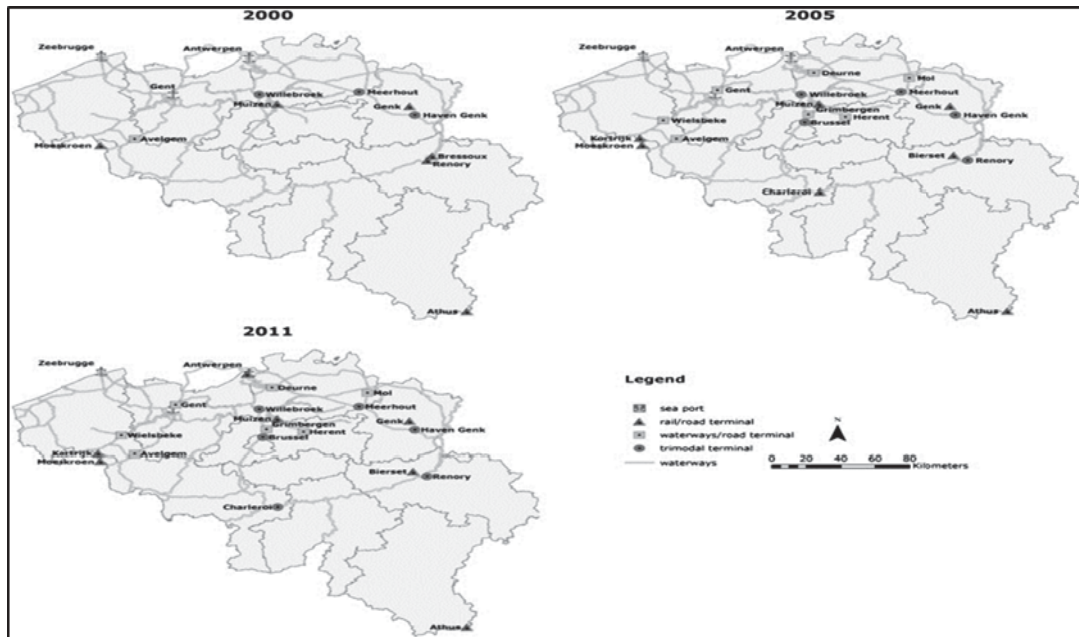 2000
Zeebrugge
Antwerpen
Gent
Willebroek
Meerhout
Muizen
Genk
Haven Genk
Avelgem
Moeskroen
Bressoux
Renory
Athus
2005
Zeebrugge
Antwerpen
Deurne
Mol
Gent
Willebroek
Meerhout
Muizen
Genk
Grimbergen
Haven Genk
Wielsbeke
Herent
Brussel
Kortrijk
Avelgem
Moeskroen
Bierset
Renory
Charleroi
Athus
2011
Zeebrugge
Antwerpen
Deurne
Mol
Gent
Willebroek
Meerhout
Muizen
Genk
Grimbergen
Haven Genk
Wielsbeke
Herent
Brussel
Kortrijk
Avelgem
Moeskroen
Bierset
Renory
Charleroi
Athus
Legend
sea port
rail/road terminal
waterways/road terminal
trimodal terminal
waterways
N
0 10 20 40 60 80
Kilometers